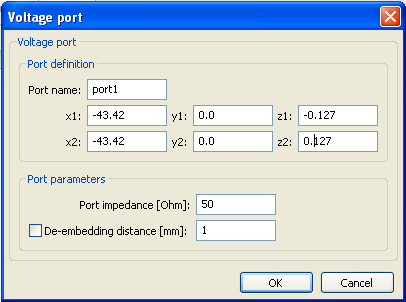 Voltage port
Voltage port
Port definition
Port name: port1
x1: -43.42 y1: 0.0 z1: -0.127
x2: -43.42 y2: 0.0 z2: 0.127
Port parameters
Port impedance [Ohm]: 50
De-embedding distance [mm]: 1
OK Cancel